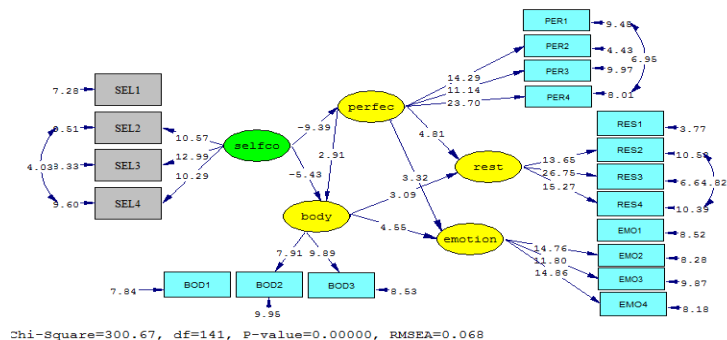 PER1
9.48
PER2
4.43
6.95
PER3
9.97
PER4
8.01
14.29
11.14
23.70
perfec
7.28
SEL1
9.51
SEL2
10.57
SEL3
12.99
9.60
SEL4
10.29
selfco
-9.39
-5.43
2.91
4.81
3.32
3.09
4.55
body
rest
emotion
RES1
3.77
13.65
RES2
26.75
RES3
4.82
15.27
RES4
10.39
EMO1
8.52
14.76
EMO2
8.28
11.80
EMO3
9.87
14.86
EMO4
8.18
7.91
9.89
7.84
BOD1
BOD2
BOD3
8.53
9.95
Chi-Square=300.67, df=141, P-value=0.00000, RMSEA=0.068